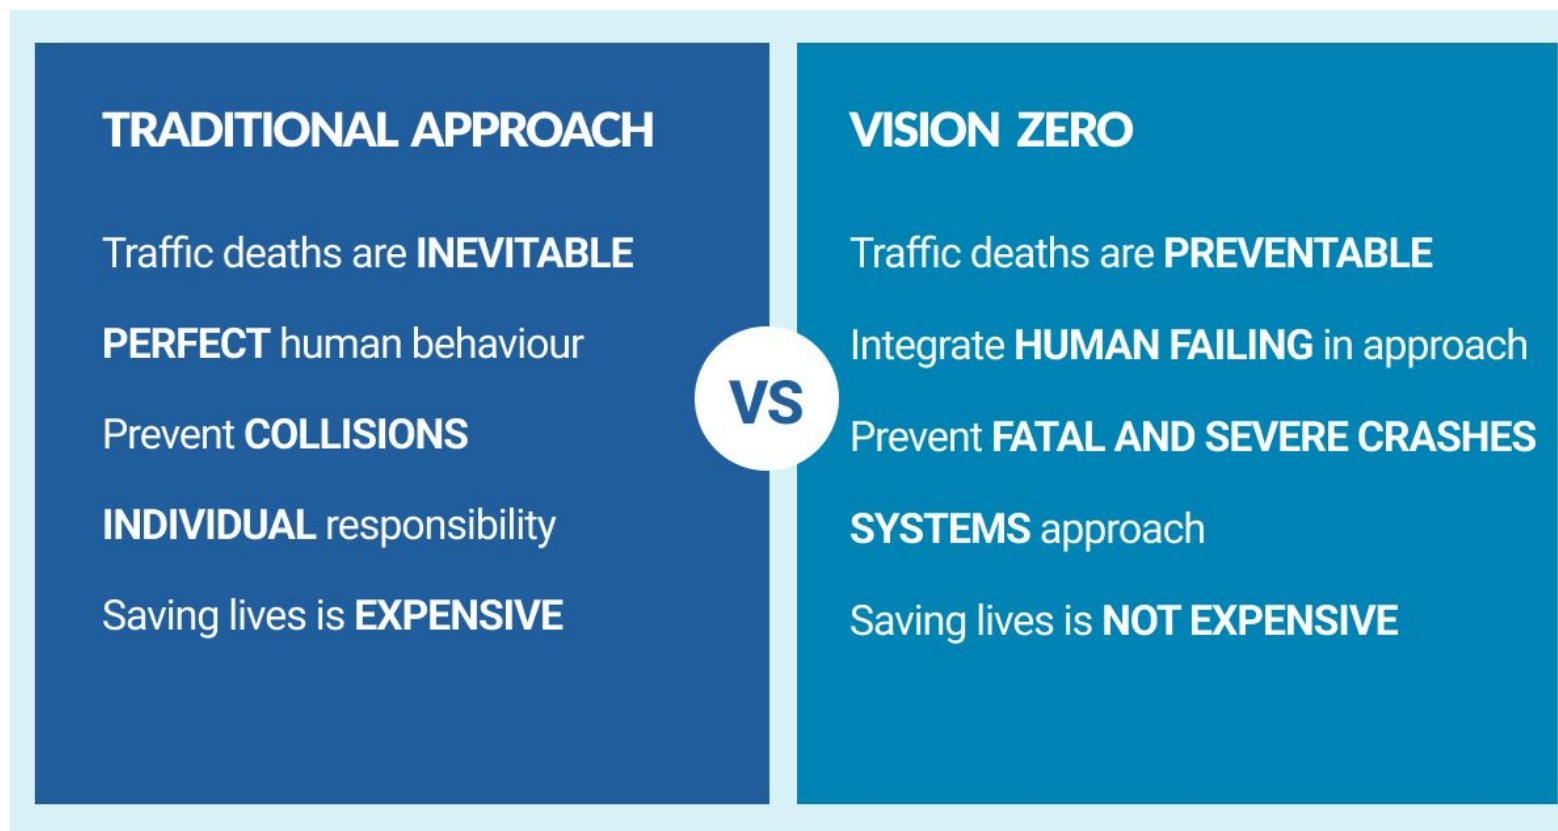 TRADITIONAL APPROACH
Traffic deaths are INEVITABLE
PERFECT human behaviour
Prevent COLLISIONS
INDIVIDUAL responsibility
Saving lives is EXPENSIVE
VS
VISION ZERO
Traffic deaths are PREVENTABLE
Integrate HUMAN FAILING in approach
Prevent FATAL AND SEVERE CRASHES
SYSTEMS approach
Saving lives is NOT EXPENSIVE